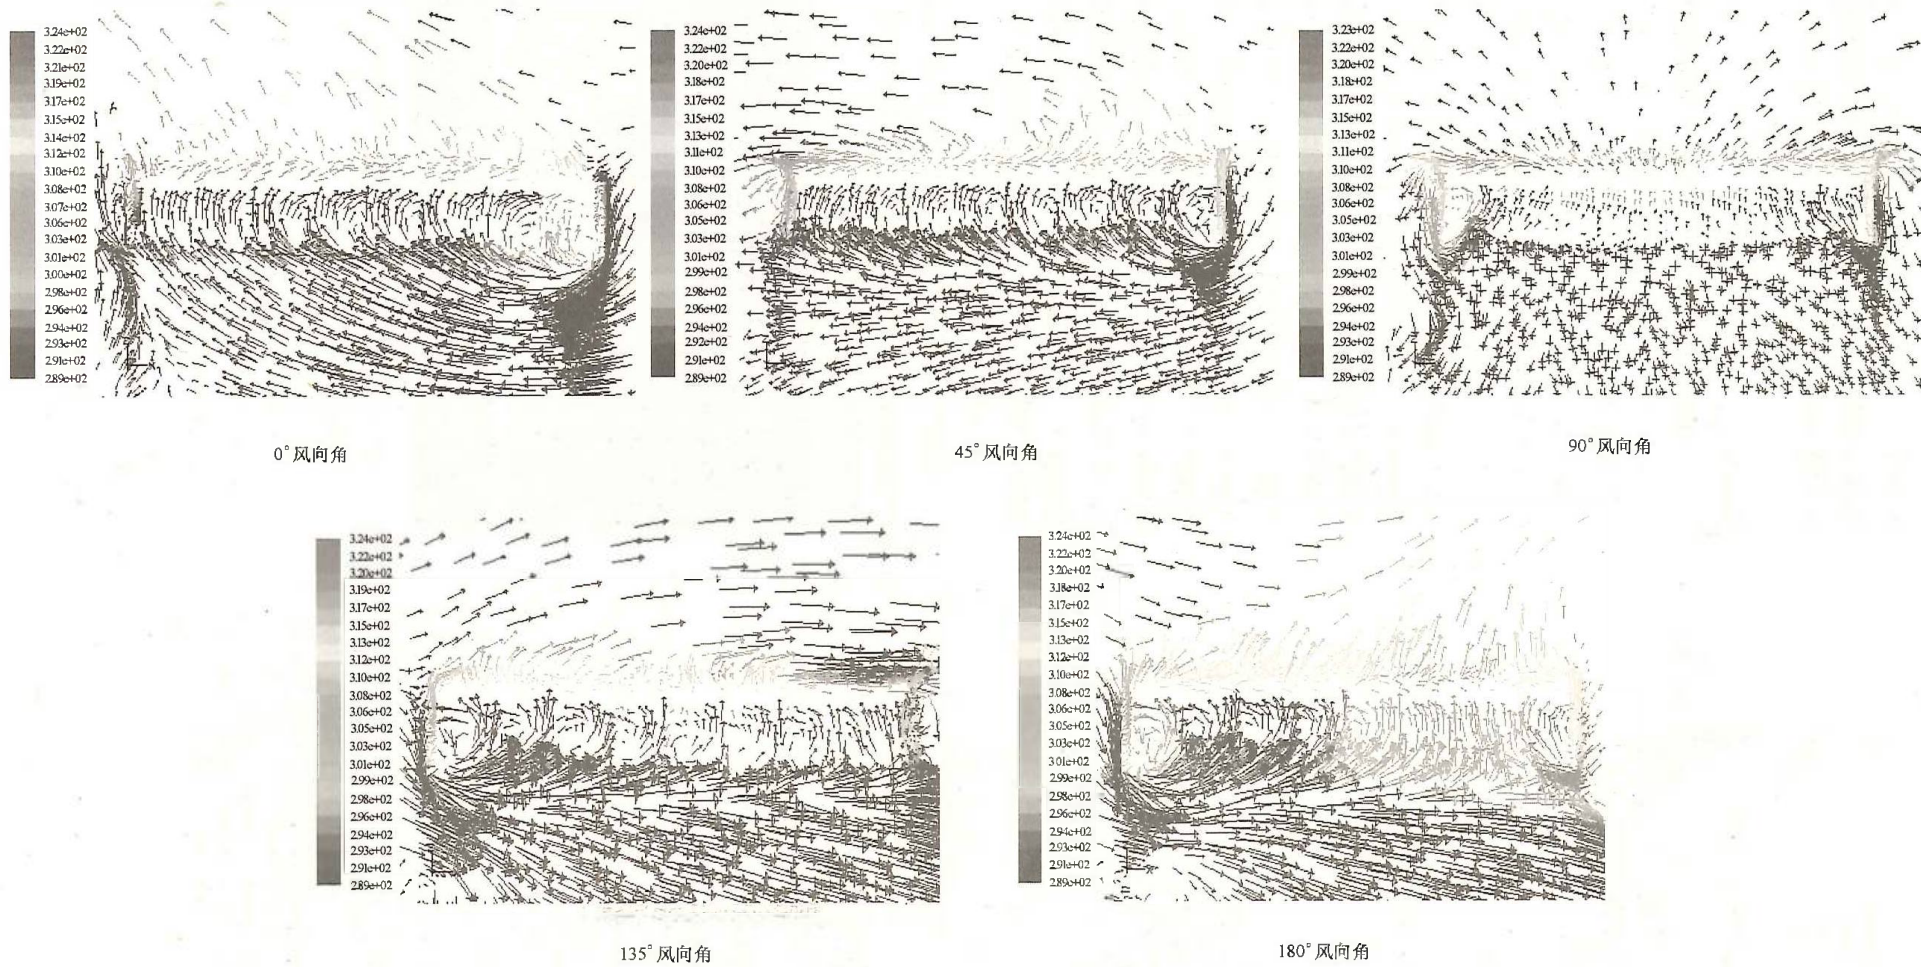 3.24e+02
3.22e+02
3.21e+02
3.19e+02
3.17e+02
3.15e+02
3.14e+02
3.12e+02
3.10e+02
3.08e+02
3.07e+02
3.06e+02
3.03e+02
3.01e+02
3.00e+02
2.98e+02
2.96e+02
2.94e+02
2.93e+02
2.91e+02
2.89e+02
0°风向角
3.24e+02
3.22e+02
3.20e+02
3.18e+02
3.17e+02
3.15e+02
3.13e+02
3.11e+02
3.10e+02
3.08e+02
3.06e+02
3.05e+02
3.03e+02
3.01e+02
2.99e+02
2.98e+02
2.96e+02
2.94e+02
2.92e+02
2.91e+02
2.89e+02
45°风向角
3.23e+02
3.22e+02
3.20e+02
3.18e+02
3.17e+02
3.15e+02
3.13e+02
3.11e+02
3.10e+02
3.08e+02
3.06e+02
3.05e+02
3.03e+02
3.01e+02
2.99e+02
2.98e+02
2.96e+02
2.94e+02
2.93e+02
2.91e+02
2.89e+02
90°风向角
3.24e+02
3.22e+02
3.20e+02
3.19e+02
3.17e+02
3.15e+02
3.13e+02
3.12e+02
3.10e+02
3.08e+02
3.06e+02
3.05e+02
3.03e+02
3.01e+02
2.99e+02
2.98e+02
2.96e+02
2.94e+02
2.93e+02
2.91e+02
2.89e+02
135°风向角
3.24e+02
3.22e+02
3.20e+02
3.18e+02
3.17e+02
3.15e+02
3.13e+02
3.12e+02
3.10e+02
3.08e+02
3.06e+02
3.05e+02
3.03e+02
3.01e+02
2.99e+02
2.98e+02
2.96e+02
2.94e+02
2.93e+02
2.91e+02
2.89e+02
180°风向角